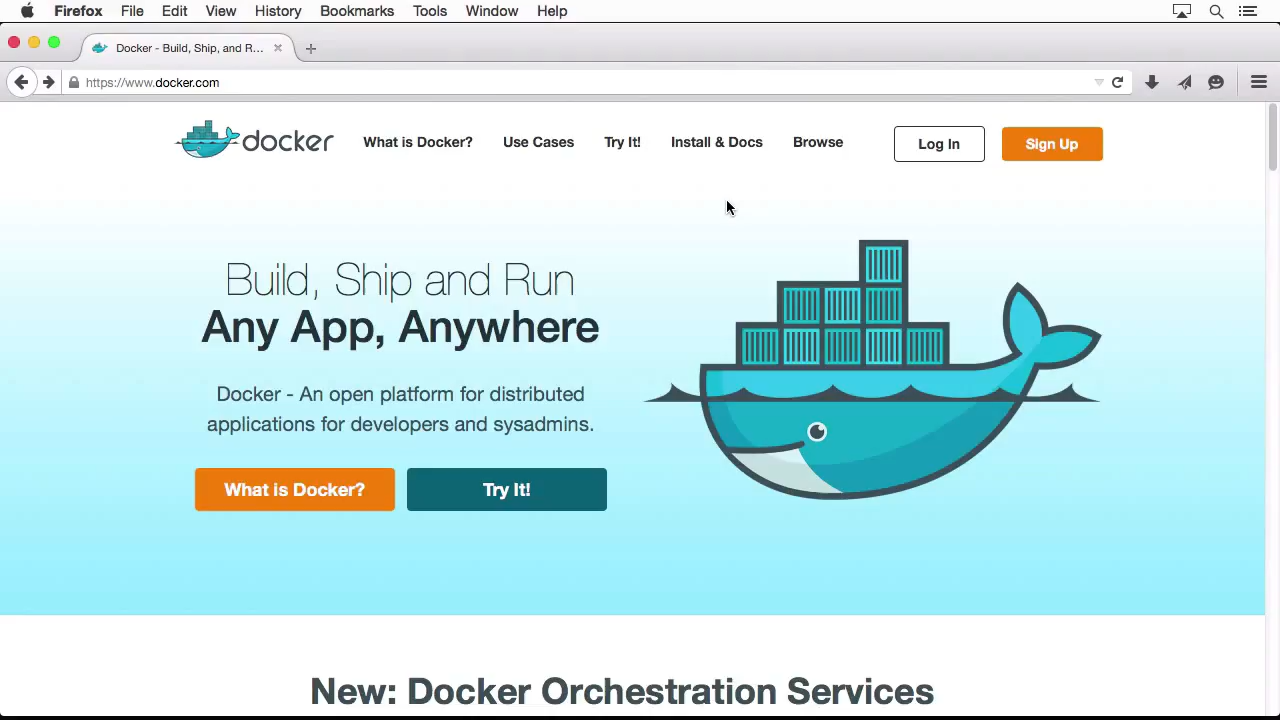 Firefox File Edit View History Bookmarks Tools Window Help
Docker - Build, Ship, and R...
https://www.docker.com
docker What is Docker? Use Cases Try It! Install & Docs Browse Log In Sign Up
Build, Ship and Run
Any App, Anywhere
Docker - An open platform for distributed
applications for developers and sysadmins.
What is Docker? Try It!
New: Docker Orchestration Services